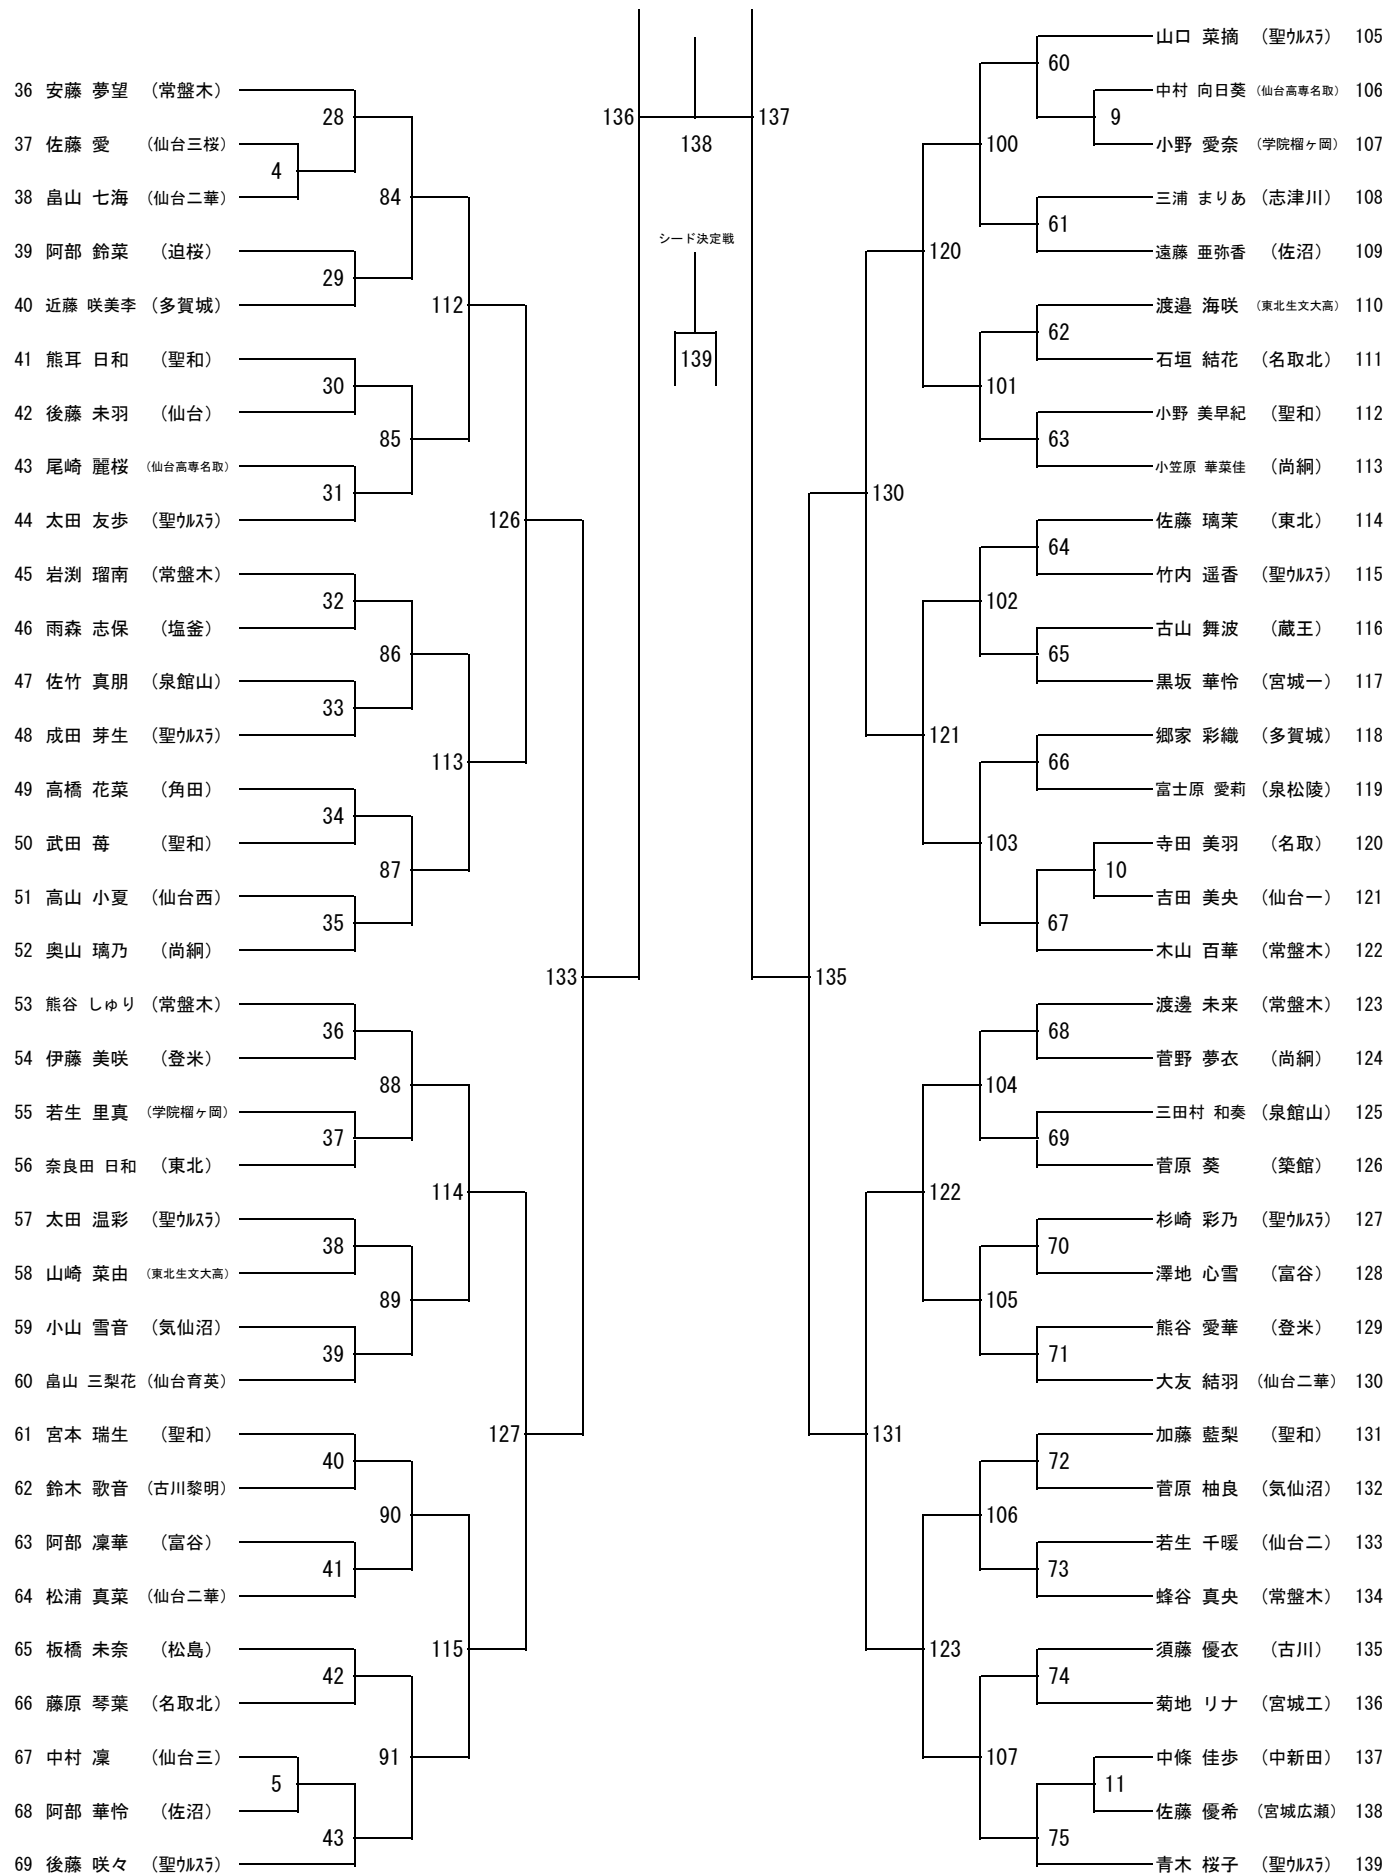 36 安藤 夢望 (常盤木)
37 佐藤 愛 (仙台三桜)
38 畠山 七海 (仙台二華)
39 阿部 鈴菜 (迫桜)
40 近藤 咲美李 (多賀城)
41 熊耳 日和 (聖和)
42 後藤 未羽 (仙台)
43 尾崎 麗桜 (仙台高専名取)
44 太田 友歩 (聖ウルスラ)
45 岩渕 瑠南 (常盤木)
46 雨森 志保 (塩釜)
47 佐竹 真朋 (泉館山)
48 成田 芽生 (聖ウルスラ)
49 高橋 花菜 (角田)
50 武田 苺 (聖和)
51 高山 小夏 (仙台西)
52 奥山 璃乃 (尚絅)
53 熊谷 しゅり (常盤木)
54 伊藤 美咲 (登米)
55 若生 里真 (学院榴ヶ岡)
56 奈良田 日和 (東北)
57 太田 温彩 (聖ウルスラ)
58 山崎 菜由 (東北生文大高)
59 小山 雪音 (気仙沼)
60 畠山 三梨花 (仙台育英)
61 宮本 瑞生 (聖和)
62 鈴木 歌音 (古川黎明)
63 阿部 凜華 (富谷)
64 松浦 真菜 (仙台二華)
65 板橋 未奈 (松島)
66 藤原 琴葉 (名取北)
67 中村 凜 (仙台三)
68 阿部 華怜 (佐沼)
69 後藤 咲々 (聖ウルスラ)
4
5
28
29
30
31
32
33
34
35
36
37
38
39
40
41
42
43
84
85
86
87
88
89
90
91
112
113
114
115
126
127
133
136
137
138
シード決定戦
139
135
130
131
120
121
122
123
100
101
102
103
104
105
106
107
60
61
62
63
64
65
66
67
68
69
70
71
72
73
74
75
9
10
11
山口 菜摘 (聖ウルスラ) 105
中村 向日葵 (仙台高専名取) 106
小野 愛奈 (学院榴ヶ岡) 107
三浦 まりあ (志津川) 108
遠藤 亜弥香 (佐沼) 109
渡邉 海咲 (東北生文大高) 110
石垣 結花 (名取北) 111
小野 美早紀 (聖和) 112
小笠原 華菜佳 (尚絅) 113
佐藤 璃茉 (東北) 114
竹内 遥香 (聖ウルスラ) 115
古山 舞波 (蔵王) 116
黒坂 華怜 (宮城一) 117
郷家 彩織 (多賀城) 118
富士原 愛莉 (泉松陵) 119
寺田 美羽 (名取) 120
吉田 美央 (仙台一) 121
木山 百華 (常盤木) 122
渡邊 未来 (常盤木) 123
菅野 夢衣 (尚絅) 124
三田村 和奏 (泉館山) 125
菅原 葵 (築館) 126
杉崎 彩乃 (聖ウルスラ) 127
澤地 心雪 (富谷) 128
熊谷 愛華 (登米) 129
大友 結羽 (仙台二華) 130
加藤 藍梨 (聖和) 131
菅原 柚良 (気仙沼) 132
若生 千暖 (仙台二) 133
蜂谷 真央 (常盤木) 134
須藤 優衣 (古川) 135
菊地 リナ (宮城工) 136
中條 佳歩 (中新田) 137
佐藤 優希 (宮城広瀬) 138
青木 桜子 (聖ウルスラ) 139